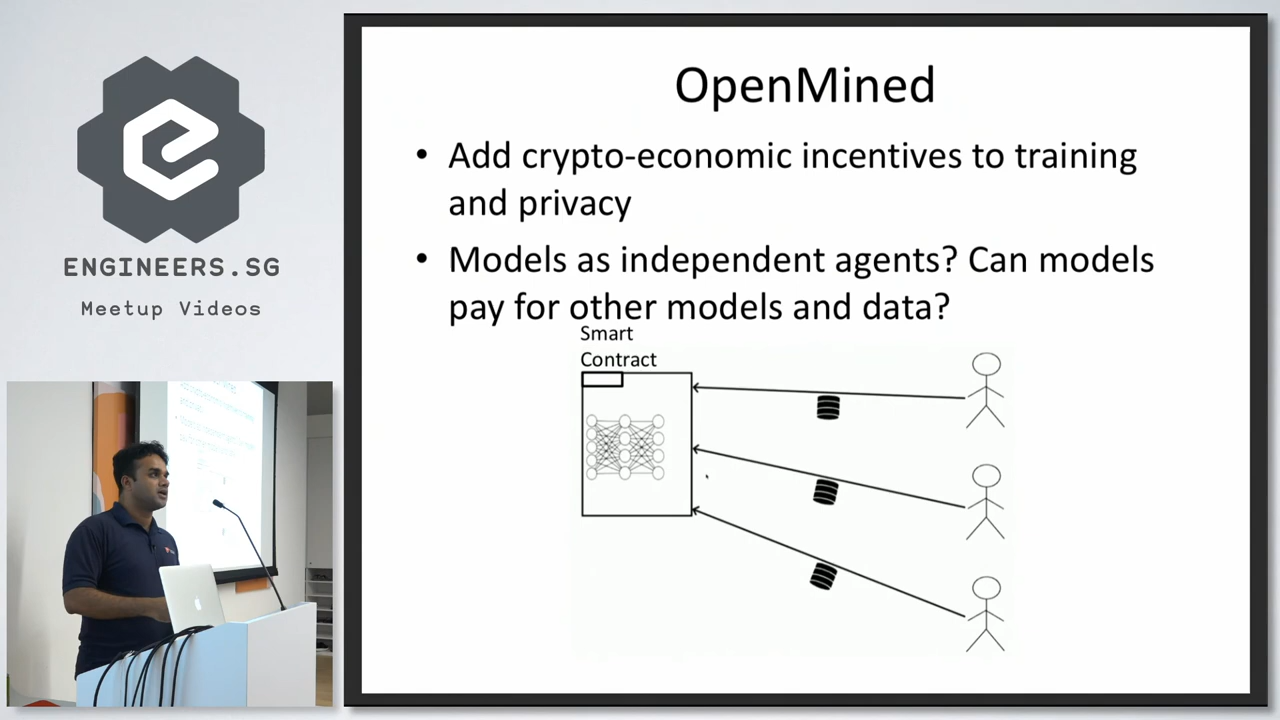 ENGINEERS.SG
Meetup Videos
OpenMined
• Add crypto-economic incentives to training
and privacy
• Models as independent agents? Can models
pay for other models and data?
Smart
Contract